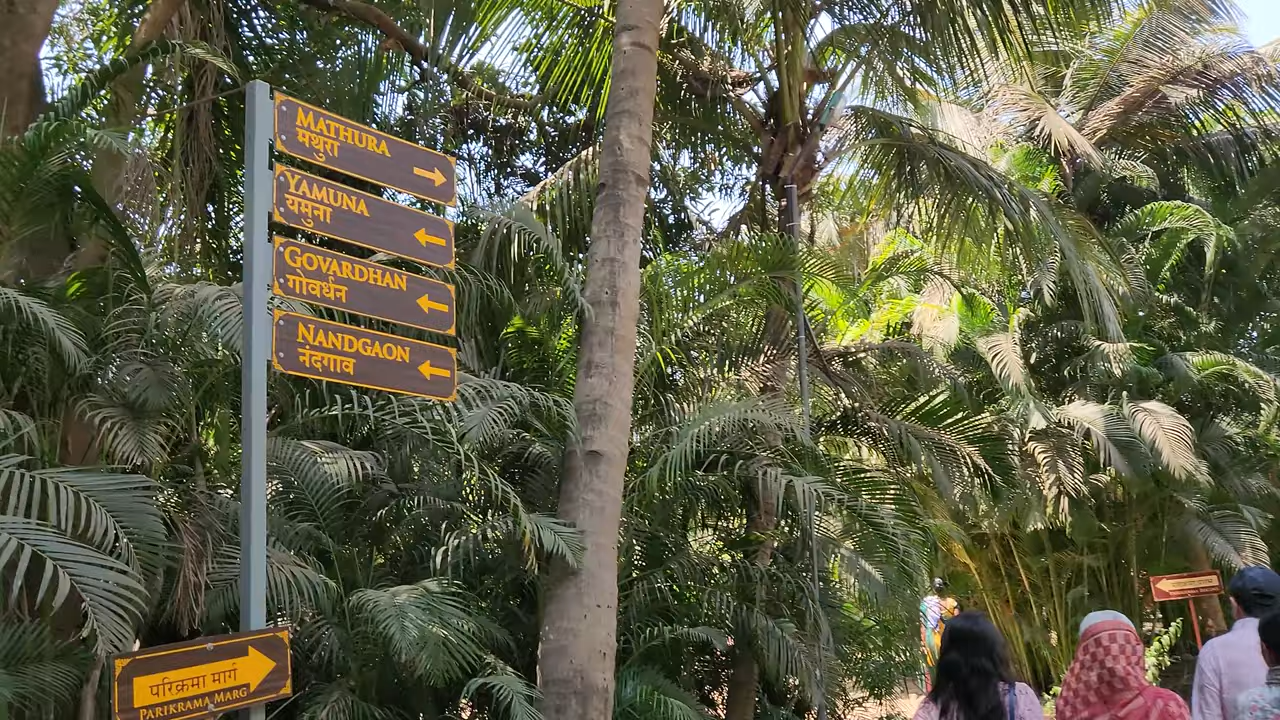 MATHURA
मथुरा
YAMUNA
यमुना
GOVARDHAN
गोवर्धन
NANDGAON
नंदगाव
परिक्रमा मार्ग
PARIKRAMA MARG